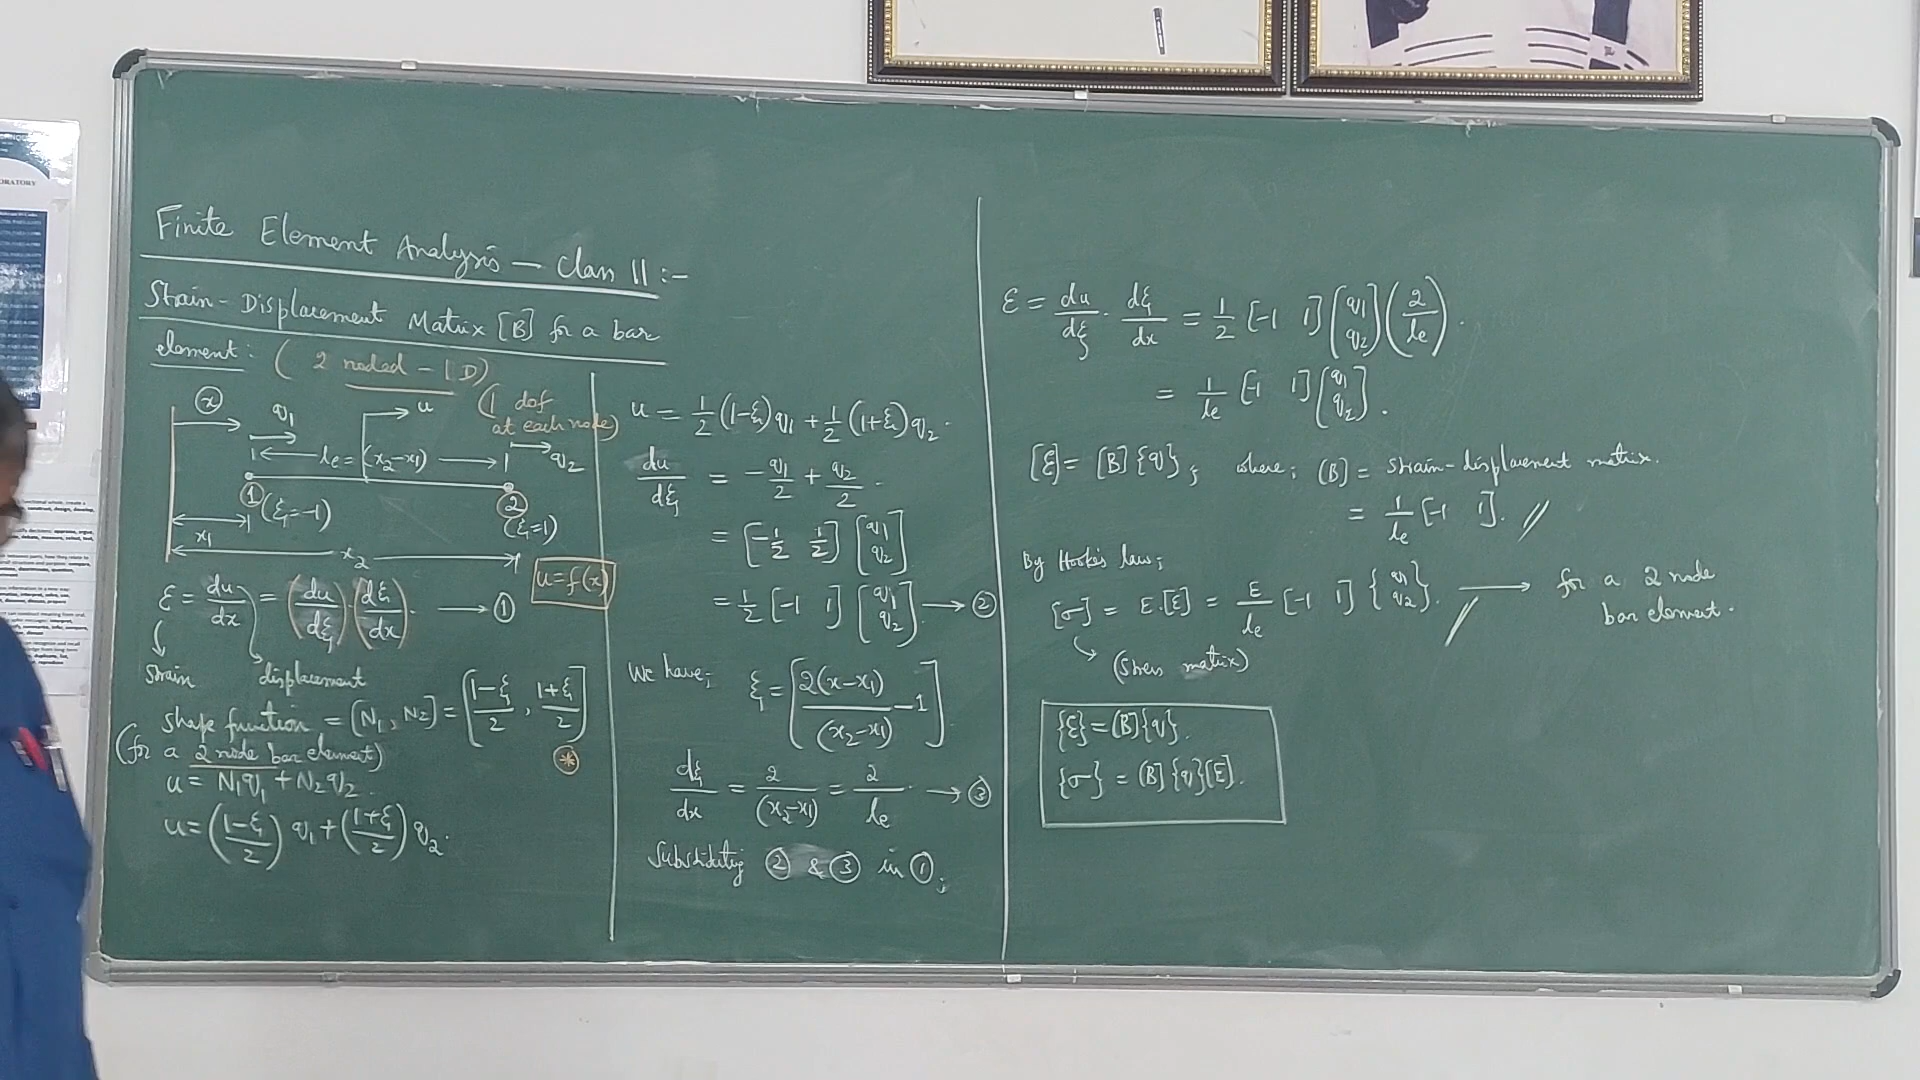 Finite Element Analysis — Class 11 :-
Strain - Displacement Matrix [B] for a bar
element : ( 2 noded - 1D)
(1 dof
at each node)
x
q1
u
le = (x2-x1)
q2
1 (ξ=-1)
2
(ξ=1)
x1
x2
u=f(x)
ε = du/dx = (du/dξ).(dξ/dx). → 1
strain
displacement
shape function = [N1, N2] = [1-ξ/2, 1+ξ/2]
(for a 2 node bar element)
*
u = N1q1 + N2q2.
u = (1-ξ/2) q1 + (1+ξ/2) q2.
u = 1/2 (1-ξ)q1 + 1/2 (1+ξ)q2.
du/dξ = -q1/2 + q2/2.
= [-1/2 1/2] [q1 q2]
= 1/2 [-1 1] [q1 q2]. → 2
We have;
ξ = [2(x-x1)/(x2-x1) - 1].
dξ/dx = 2/(x2-x1) = 2/le. → 3
Substituting 2 & 3 in 1;
ε = du/dξ . dξ/dx = 1/2 [-1 1] [q1 q2] (2/le).
= 1/le [-1 1] [q1 q2].
[ε] = [B] {q}; where; [B] = strain-displacement matrix.
= 1/le [-1 1]. //
By Hooke's law;
[σ] = E.[ε] = E/le [-1 1] {q1 q2}. // → for a 2 node
bar element.
(Stress matrix)
{ε} = [B]{q}.
{σ} = [B]{q}[E].
ORATORY